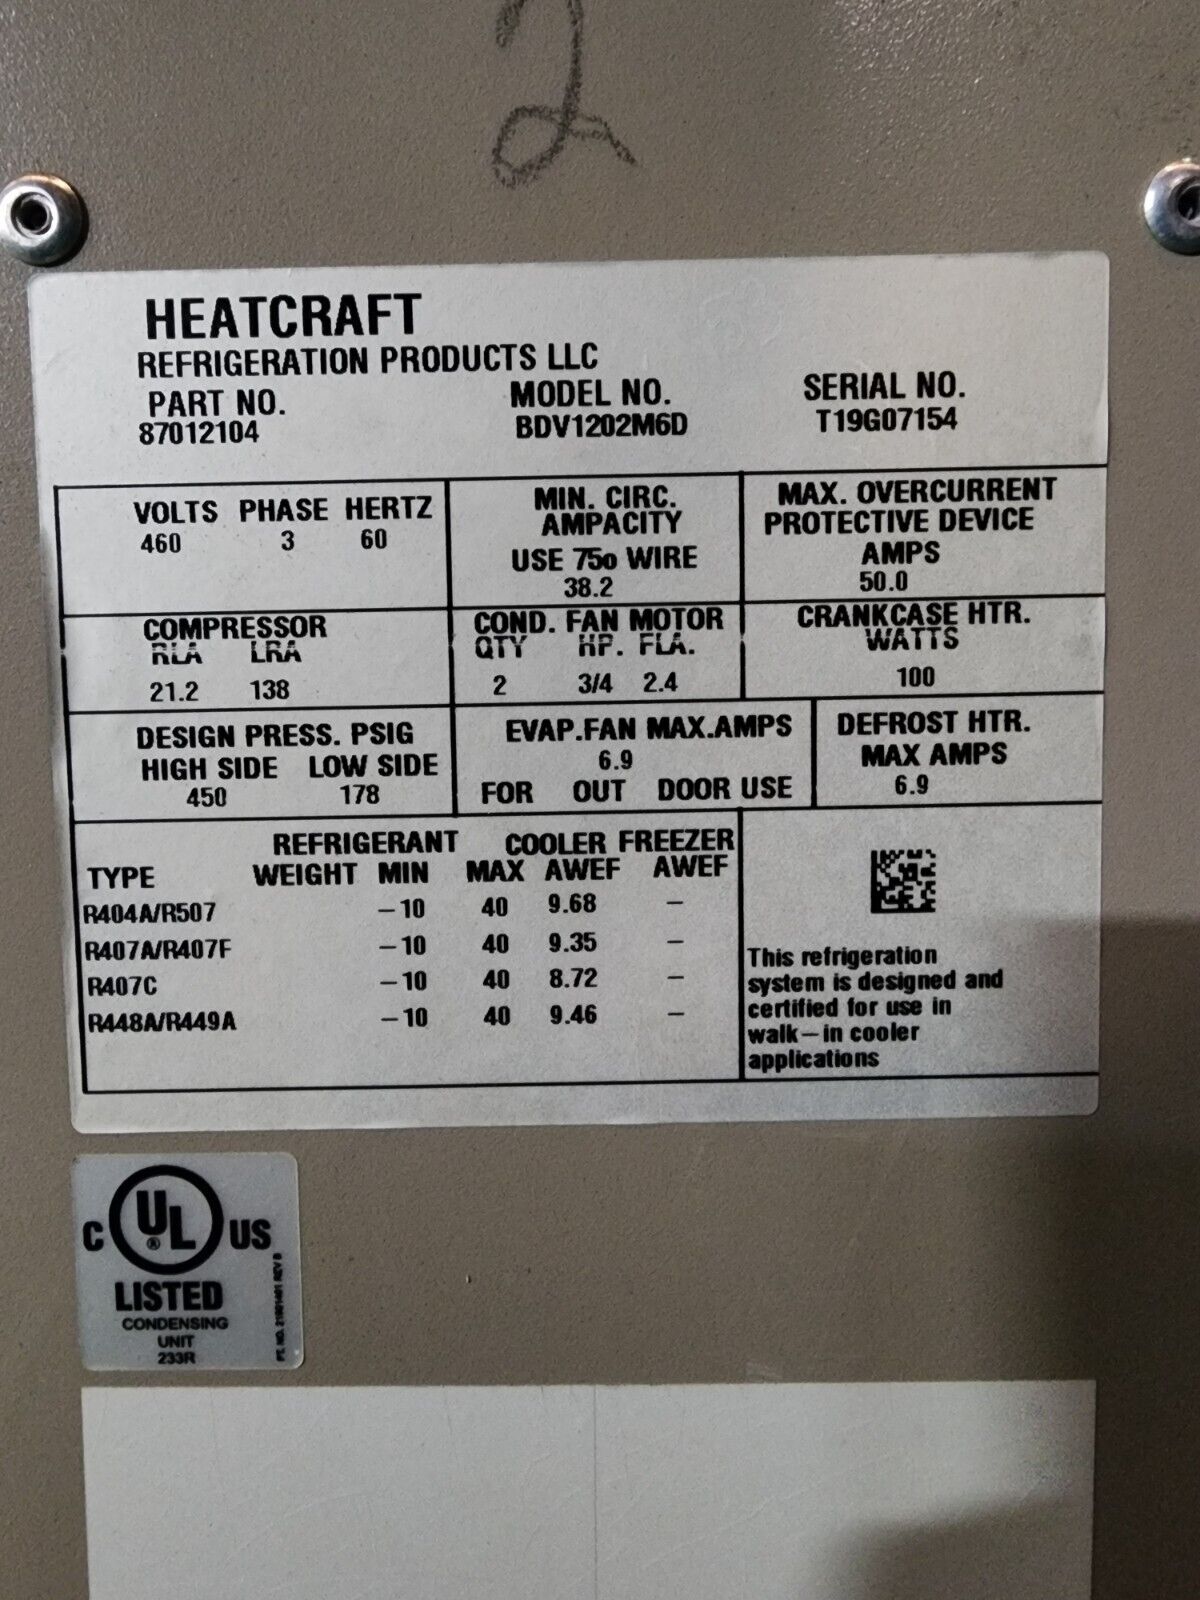 2
HEATCRAFT
REFRIGERATION PRODUCTS LLC
PART NO. MODEL NO. SERIAL NO.
87012104 BDV1202M6D T19G07154
VOLTS PHASE HERTZ
460 3 60
MIN. CIRC.
AMPACITY
USE 75o WIRE
38.2
MAX. OVERCURRENT
PROTECTIVE DEVICE
AMPS
50.0
COMPRESSOR
RLA LRA
21.2 138
COND. FAN MOTOR
QTY HP. FLA.
2 3/4 2.4
CRANKCASE HTR.
WATTS
100
DESIGN PRESS. PSIG
HIGH SIDE LOW SIDE
450 178
EVAP.FAN MAX.AMPS
6.9
FOR OUT DOOR USE
DEFROST HTR.
MAX AMPS
6.9
REFRIGERANT COOLER FREEZER
TYPE WEIGHT MIN MAX AWEF AWEF
R404A/R507 -10 40 9.68 -
R407A/R407F -10 40 9.35 -
R407C -10 40 8.72 -
R448A/R449A -10 40 9.46 -
This refrigeration
system is designed and
certified for use in
walk-in cooler
applications
C UL ® US
LISTED
CONDENSING
UNIT
233R
PT. NO. 21901401 REV B